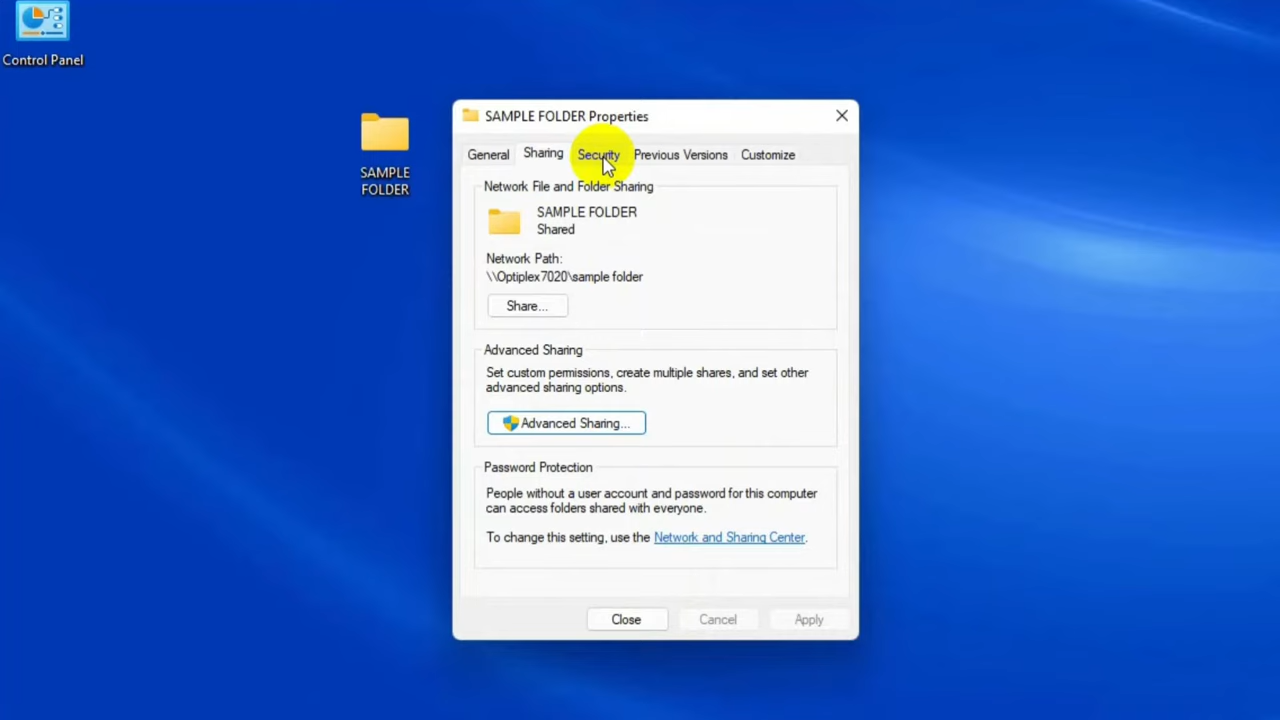 Control Panel
SAMPLE
FOLDER
SAMPLE FOLDER Properties
General Sharing Security Previous Versions Customize
Network File and Folder Sharing
SAMPLE FOLDER
Shared
Network Path:
\\Optiplex7020\sample folder
Share...
Advanced Sharing
Set custom permissions, create multiple shares, and set other
advanced sharing options.
Advanced Sharing...
Password Protection
People without a user account and password for this computer
can access folders shared with everyone.
To change this setting, use the Network and Sharing Center.
Close Cancel Apply